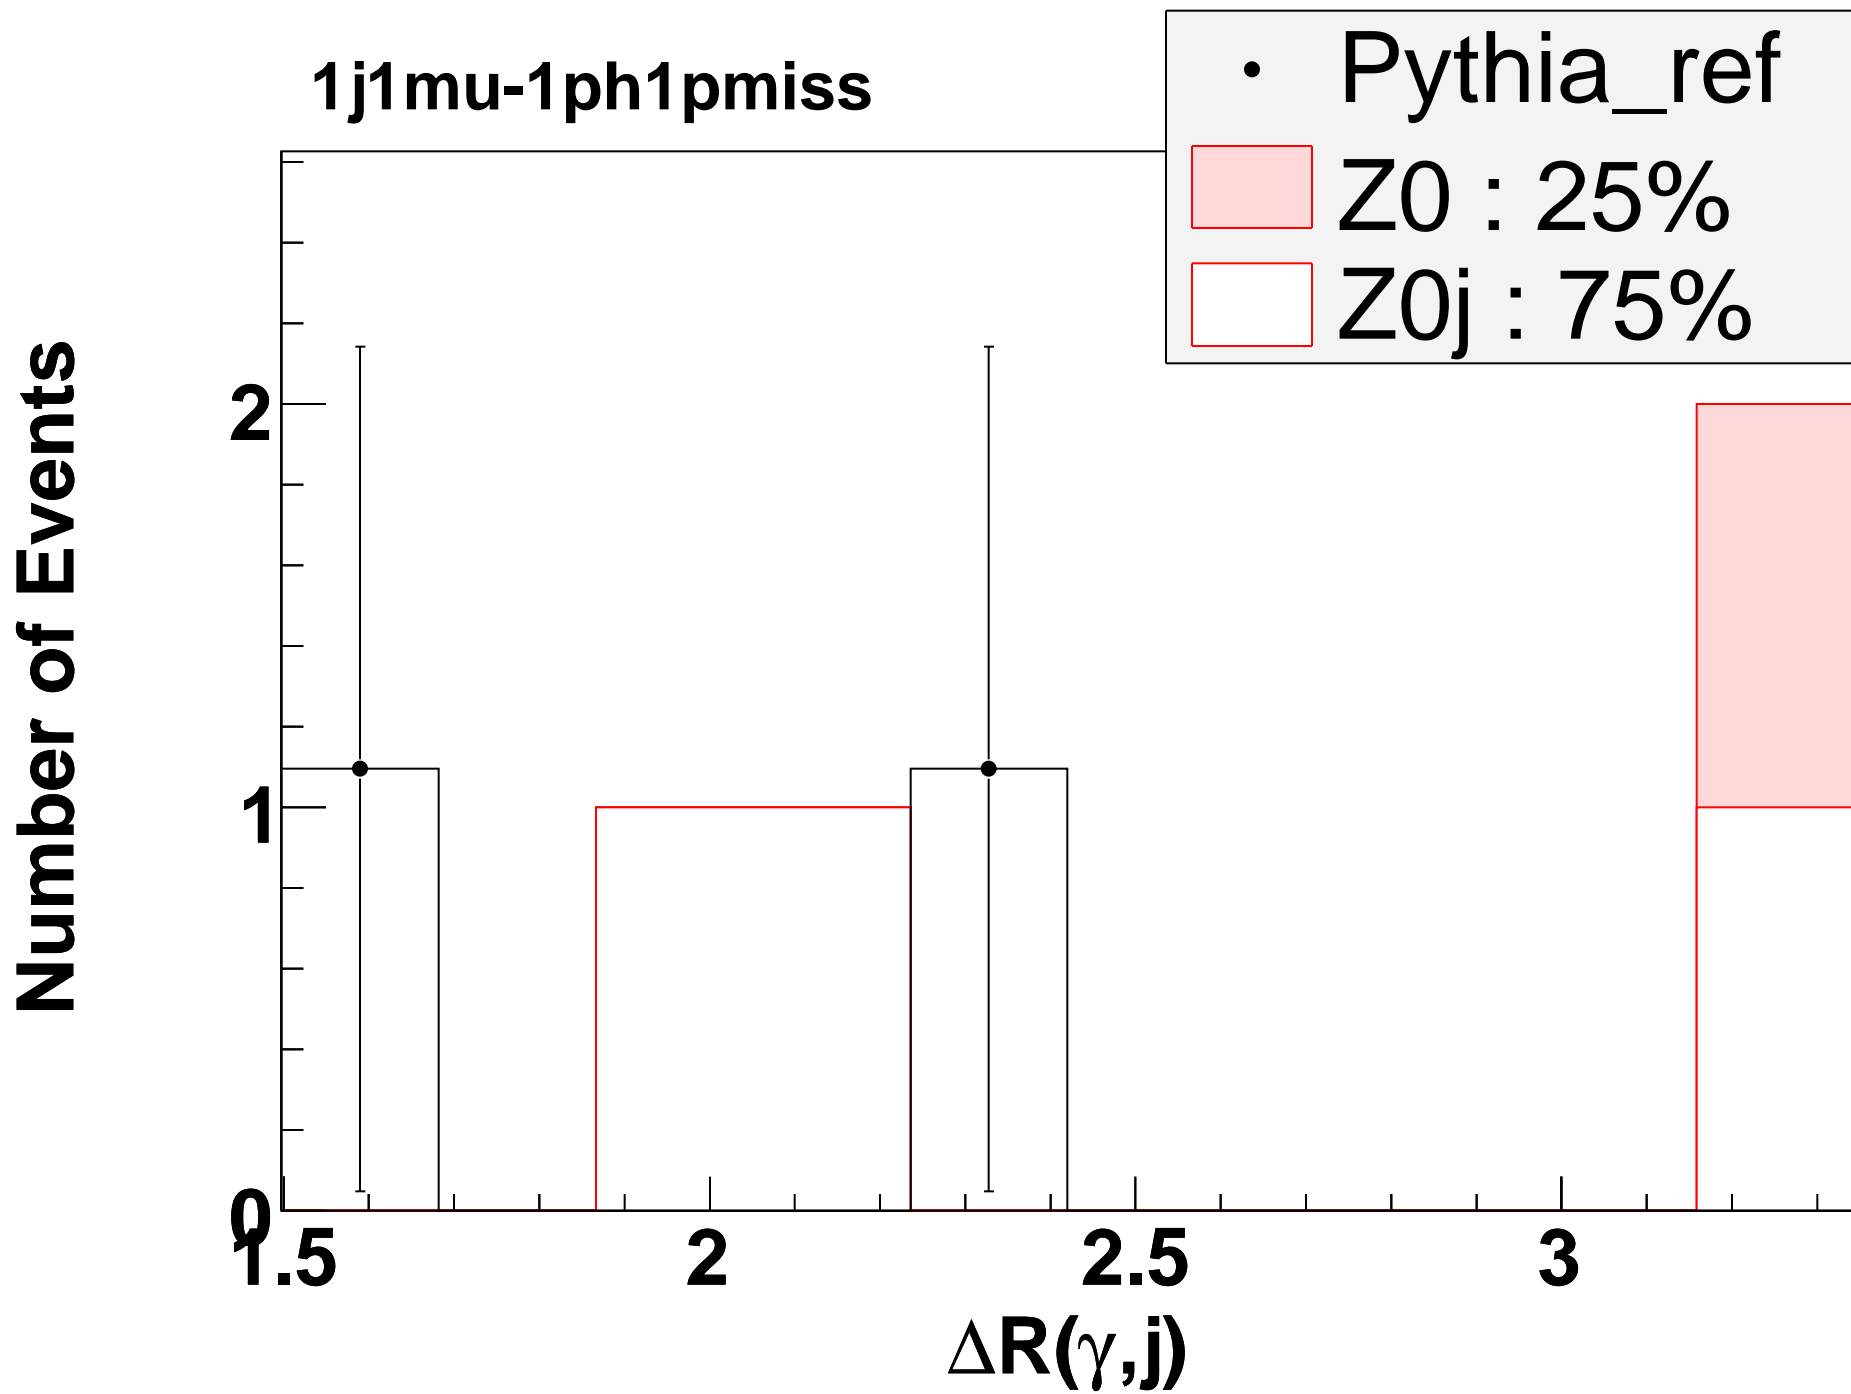 1j1mu-1ph1pmiss
Pythia_ref
Z0 : 25%
Z0j : 75%
Number of Events
2
1
0
1.5 2 2.5 3
ΔR(γ,j)